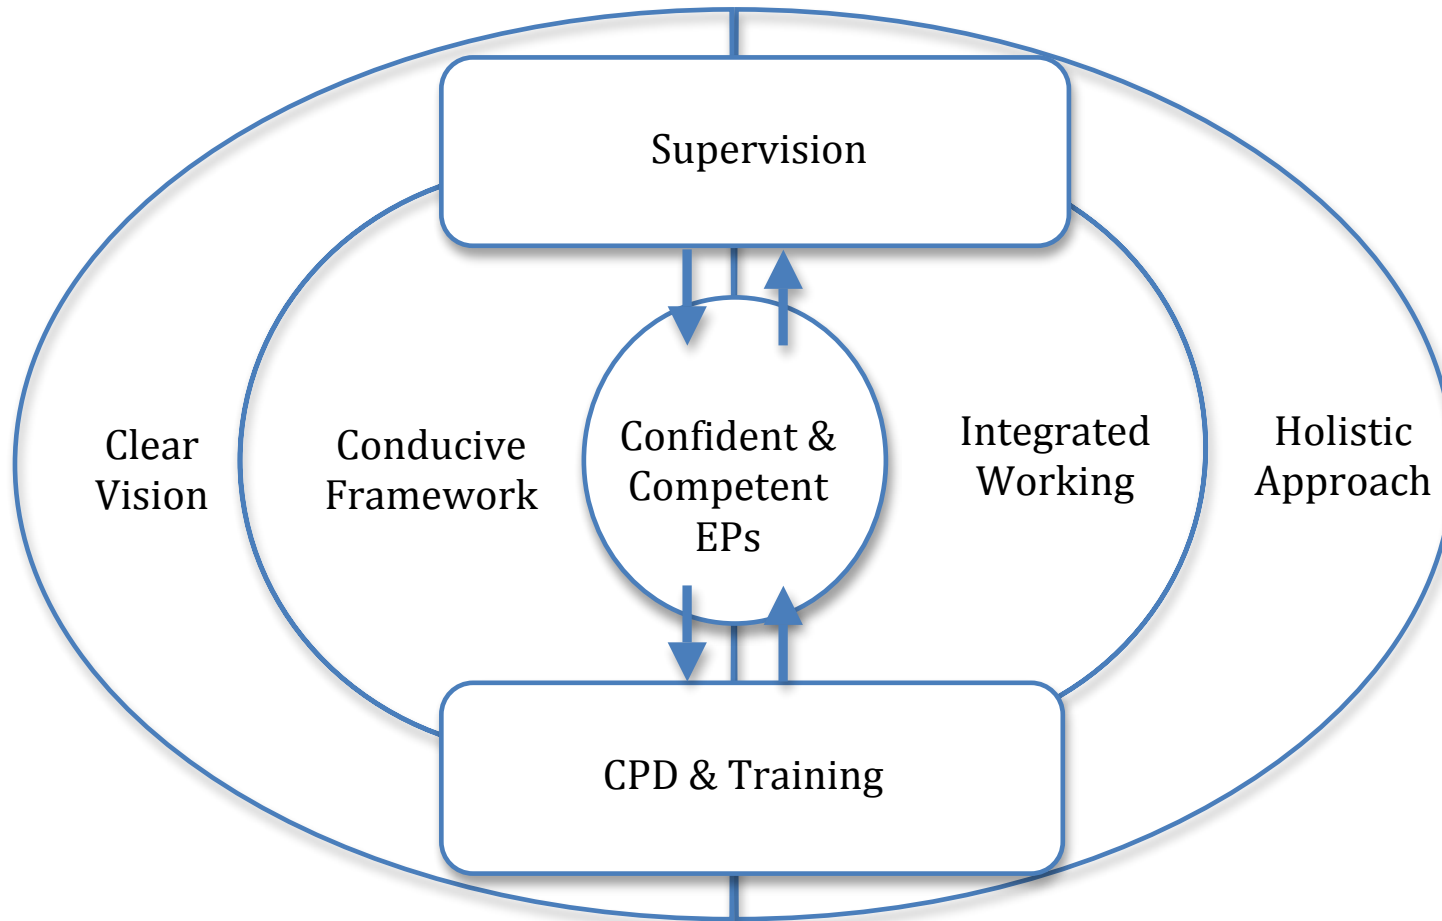 Supervision
Clear
Vision
Conducive
Framework
Confident &
Competent
EPs
Integrated
Working
Holistic
Approach
CPD & Training